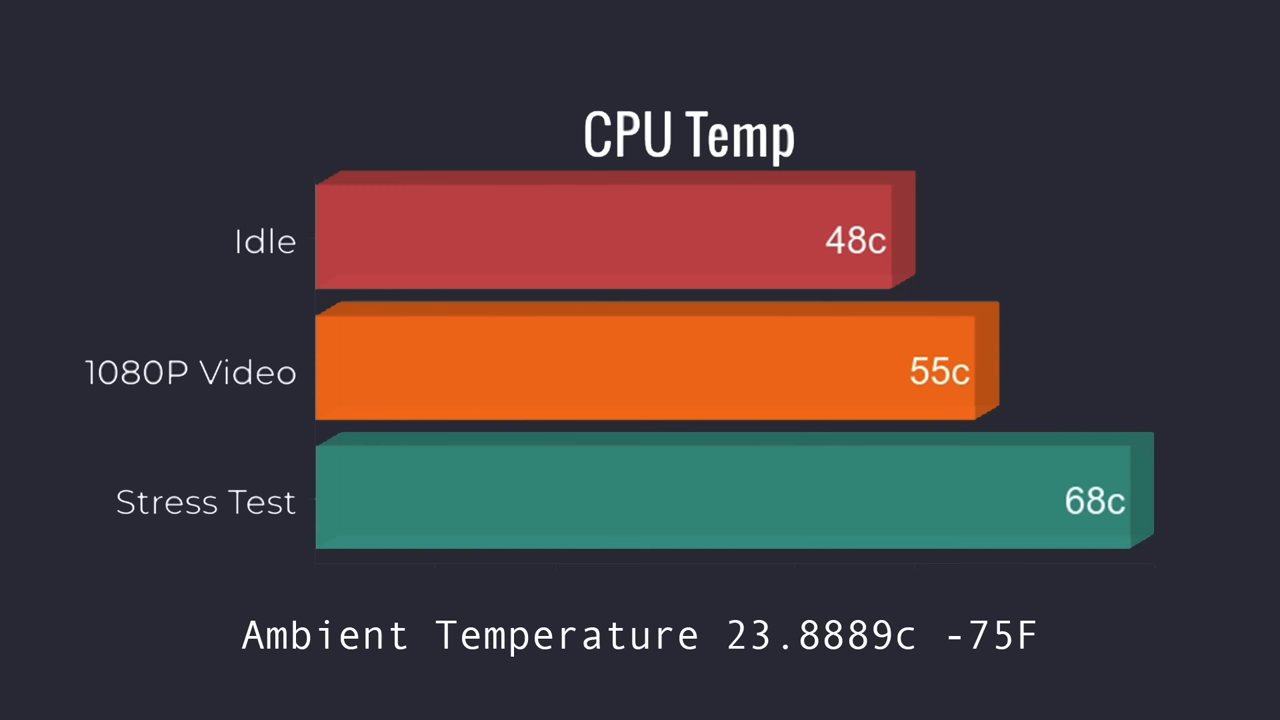 CPU Temp
Idle
48c
1080P Video
55c
Stress Test
68c
Ambient Temperature 23.8889c -75F